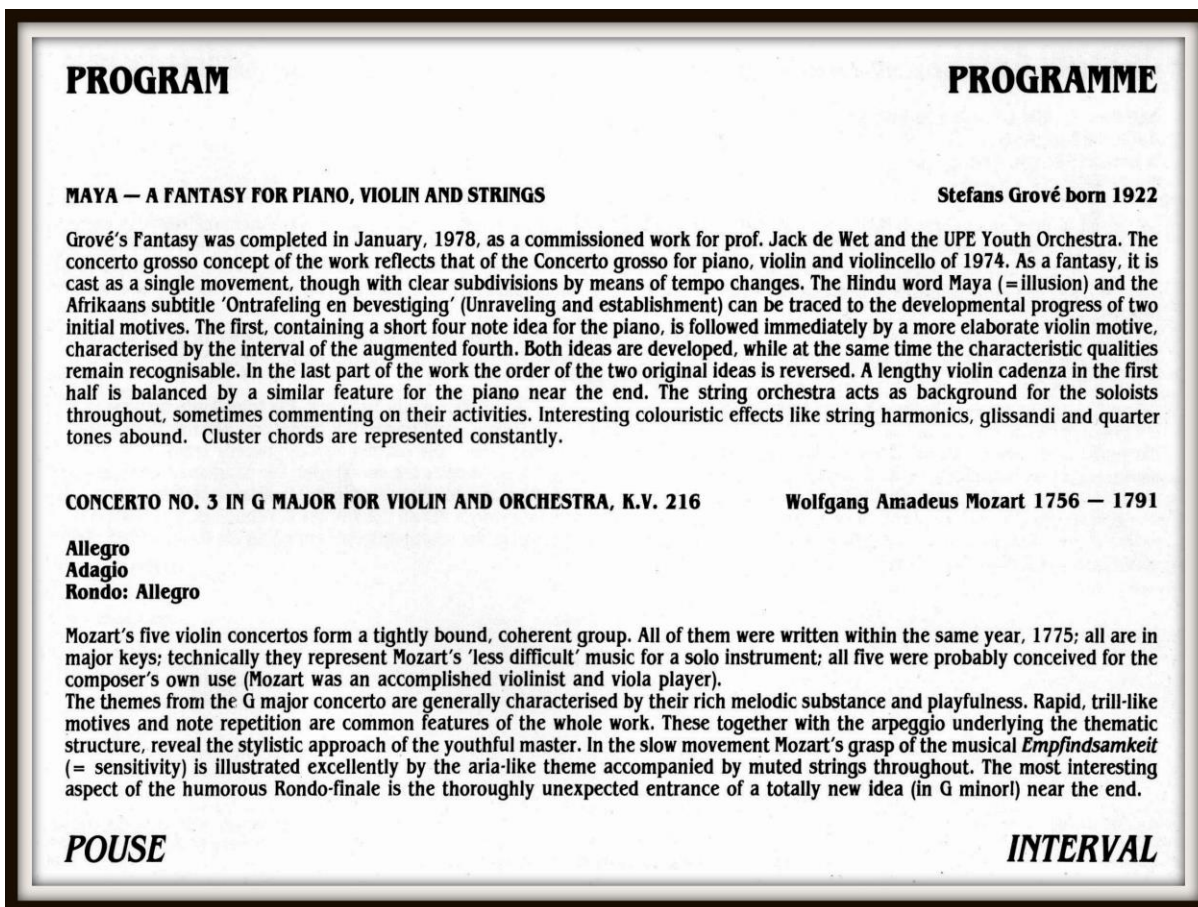 PROGRAM PROGRAMME
MAYA — A FANTASY FOR PIANO, VIOLIN AND STRINGS Stefans Grové born 1922
Grové's Fantasy was completed in January, 1978, as a commissioned work for prof. Jack de Wet and the UPE Youth Orchestra. The
concerto grosso concept of the work reflects that of the Concerto grosso for piano, violin and violincello of 1974. As a fantasy, it is
cast as a single movement, though with clear subdivisions by means of tempo changes. The Hindu word Maya (=illusion) and the
Afrikaans subtitle 'Ontrafeling en bevestiging' (Unraveling and establishment) can be traced to the developmental progress of two
initial motives. The first, containing a short four note idea for the piano, is followed immediately by a more elaborate violin motive,
characterised by the interval of the augmented fourth. Both ideas are developed, while at the same time the characteristic qualities
remain recognisable. In the last part of the work the order of the two original ideas is reversed. A lengthy violin cadenza in the first
half is balanced by a similar feature for the piano near the end. The string orchestra acts as background for the soloists
throughout, sometimes commenting on their activities. Interesting colouristic effects like string harmonics, glissandi and quarter
tones abound. Cluster chords are represented constantly.
CONCERTO NO. 3 IN G MAJOR FOR VIOLIN AND ORCHESTRA, K.V. 216 Wolfgang Amadeus Mozart 1756 — 1791
Allegro
Adagio
Rondo: Allegro
Mozart's five violin concertos form a tightly bound, coherent group. All of them were written within the same year, 1775; all are in
major keys; technically they represent Mozart's 'less difficult' music for a solo instrument; all five were probably conceived for the
composer's own use (Mozart was an accomplished violinist and viola player).
The themes from the G major concerto are generally characterised by their rich melodic substance and playfulness. Rapid, trill-like
motives and note repetition are common features of the whole work. These together with the arpeggio underlying the thematic
structure, reveal the stylistic approach of the youthful master. In the slow movement Mozart's grasp of the musical Empfindsamkeit
(= sensitivity) is illustrated excellently by the aria-like theme accompanied by muted strings throughout. The most interesting
aspect of the humorous Rondo-finale is the thoroughly unexpected entrance of a totally new idea (in G minor!) near the end.
POUSE INTERVAL